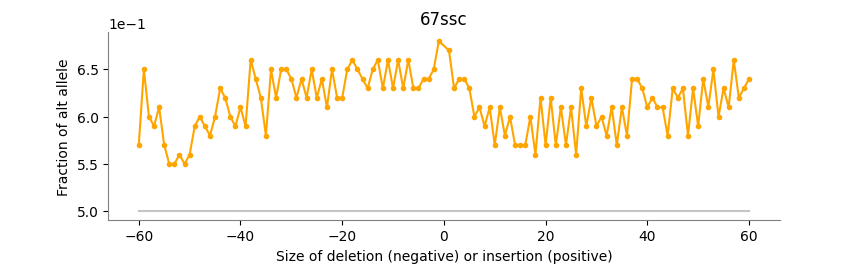 67ssc
1e−1
Fraction of alt allele
6.5
6.0
5.5
5.0
−60 −40 −20 0 20 40 60
Size of deletion (negative) or insertion (positive)